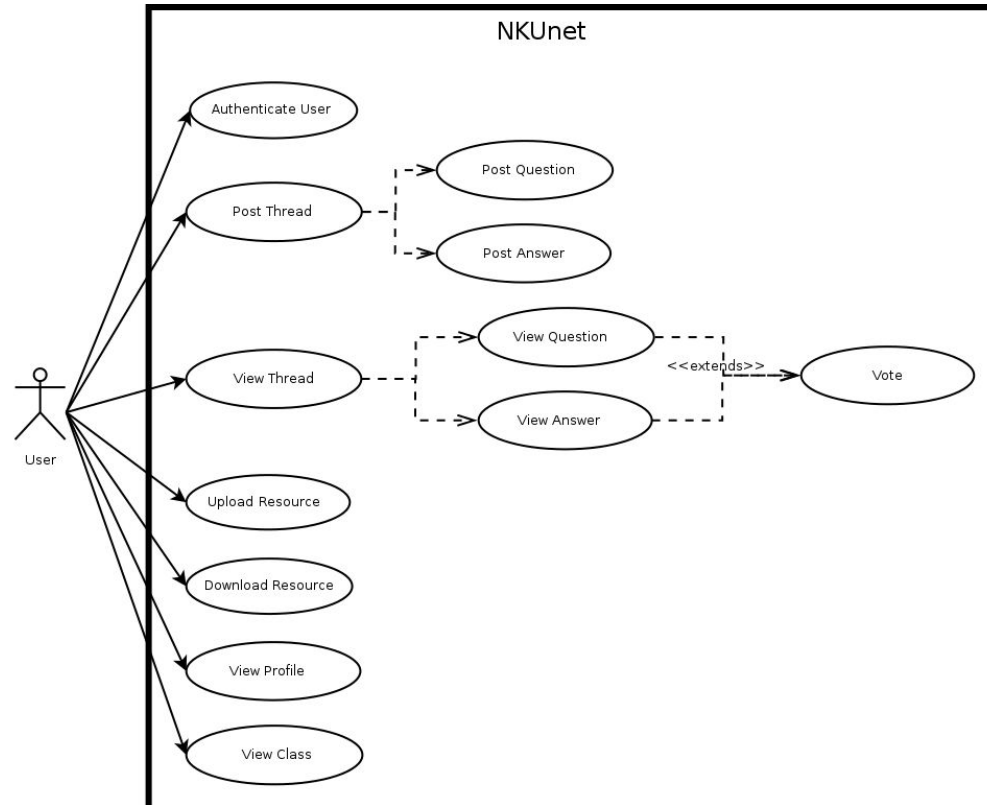 NKUnet
Authenticate User
Post Question
Post Thread
Post Answer
View Question
<<extends>>
View Thread
Vote
View Answer
User
Upload Resource
Download Resource
View Profile
View Class